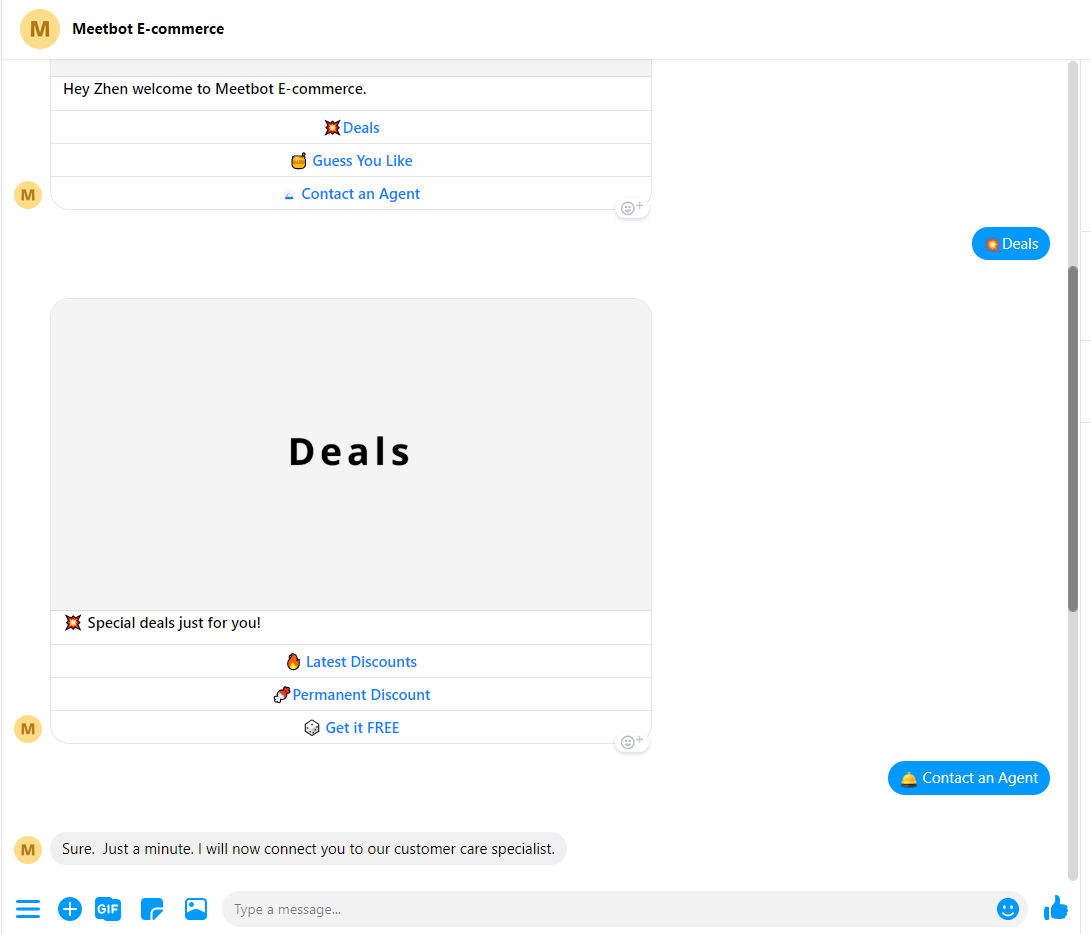 M
Meetbot E-commerce
Hey Zhen welcome to Meetbot E-commerce.
💥Deals
🍯 Guess You Like
🛎 Contact an Agent
M
💥Deals
Deals
💥 Special deals just for you!
🔥 Latest Discounts
📌Permanent Discount
🎲 Get it FREE
M
🛎 Contact an Agent
M
Sure.  Just a minute. I will now connect you to our customer care specialist.
GIF
Type a message...